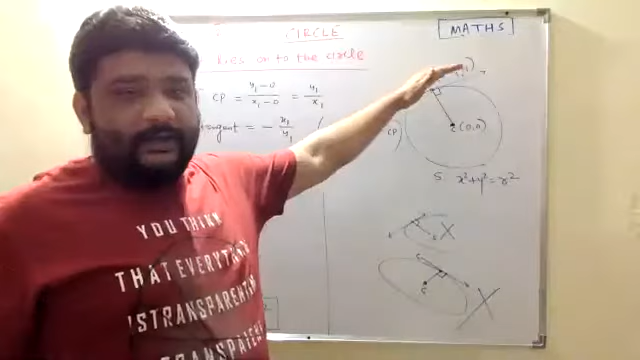 CIRCLE
MATHS
lies on to the circle
CP = y₁-0 / x₁-0 = y₁ / x₁
tangent = - x₁ / y₁
CP)
C(0,0)
S: x²+y²=r²
C
YOU THINK
THAT EVERYTHING
TRANSPARENT